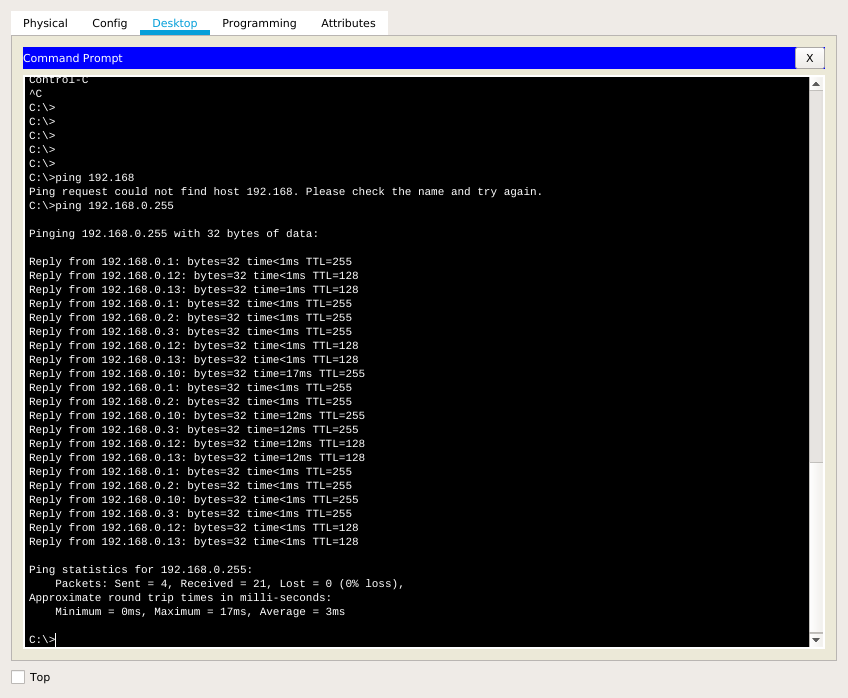 Physical Config Desktop Programming Attributes
Command Prompt X
Control-C
^C
C:\>
C:\>
C:\>
C:\>
C:\>
C:\>ping 192.168
Ping request could not find host 192.168. Please check the name and try again.
C:\>ping 192.168.0.255
Pinging 192.168.0.255 with 32 bytes of data:
Reply from 192.168.0.1: bytes=32 time<1ms TTL=255
Reply from 192.168.0.12: bytes=32 time<1ms TTL=128
Reply from 192.168.0.13: bytes=32 time=1ms TTL=128
Reply from 192.168.0.1: bytes=32 time<1ms TTL=255
Reply from 192.168.0.2: bytes=32 time<1ms TTL=255
Reply from 192.168.0.3: bytes=32 time<1ms TTL=255
Reply from 192.168.0.12: bytes=32 time<1ms TTL=128
Reply from 192.168.0.13: bytes=32 time<1ms TTL=128
Reply from 192.168.0.10: bytes=32 time=17ms TTL=255
Reply from 192.168.0.1: bytes=32 time<1ms TTL=255
Reply from 192.168.0.2: bytes=32 time<1ms TTL=255
Reply from 192.168.0.10: bytes=32 time=12ms TTL=255
Reply from 192.168.0.3: bytes=32 time=12ms TTL=255
Reply from 192.168.0.12: bytes=32 time=12ms TTL=128
Reply from 192.168.0.13: bytes=32 time=12ms TTL=128
Reply from 192.168.0.1: bytes=32 time<1ms TTL=255
Reply from 192.168.0.2: bytes=32 time<1ms TTL=255
Reply from 192.168.0.10: bytes=32 time<1ms TTL=255
Reply from 192.168.0.3: bytes=32 time<1ms TTL=255
Reply from 192.168.0.12: bytes=32 time<1ms TTL=128
Reply from 192.168.0.13: bytes=32 time<1ms TTL=128
Ping statistics for 192.168.0.255:
Packets: Sent = 4, Received = 21, Lost = 0 (0% loss),
Approximate round trip times in milli-seconds:
Minimum = 0ms, Maximum = 17ms, Average = 3ms
C:\>
Top